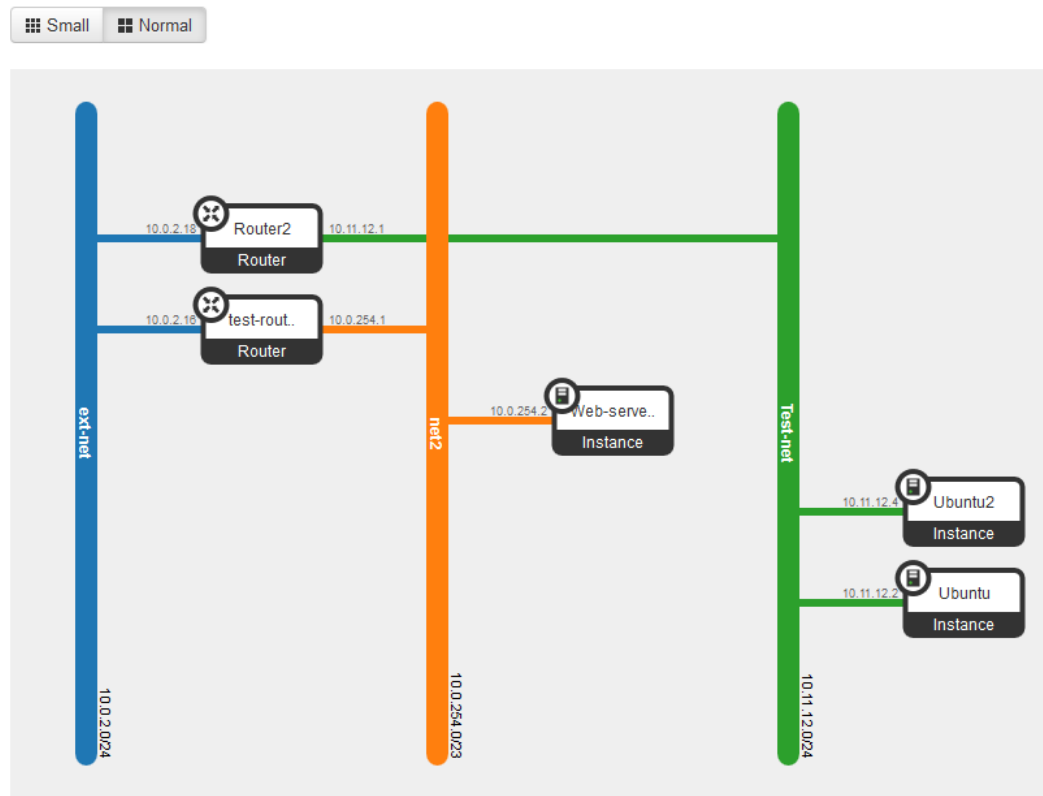 Small Normal
10.0.2.18 Router2 10.11.12.1
Router
10.0.2.16 test-rout.. 10.0.254.1
Router
ext-net
net2
Test-net
10.0.254.2 Web-serve..
Instance
10.11.12.4 Ubuntu2
Instance
10.11.12.2 Ubuntu
Instance
10.0.2.0/24
10.0.254.0/23
10.11.12.0/24